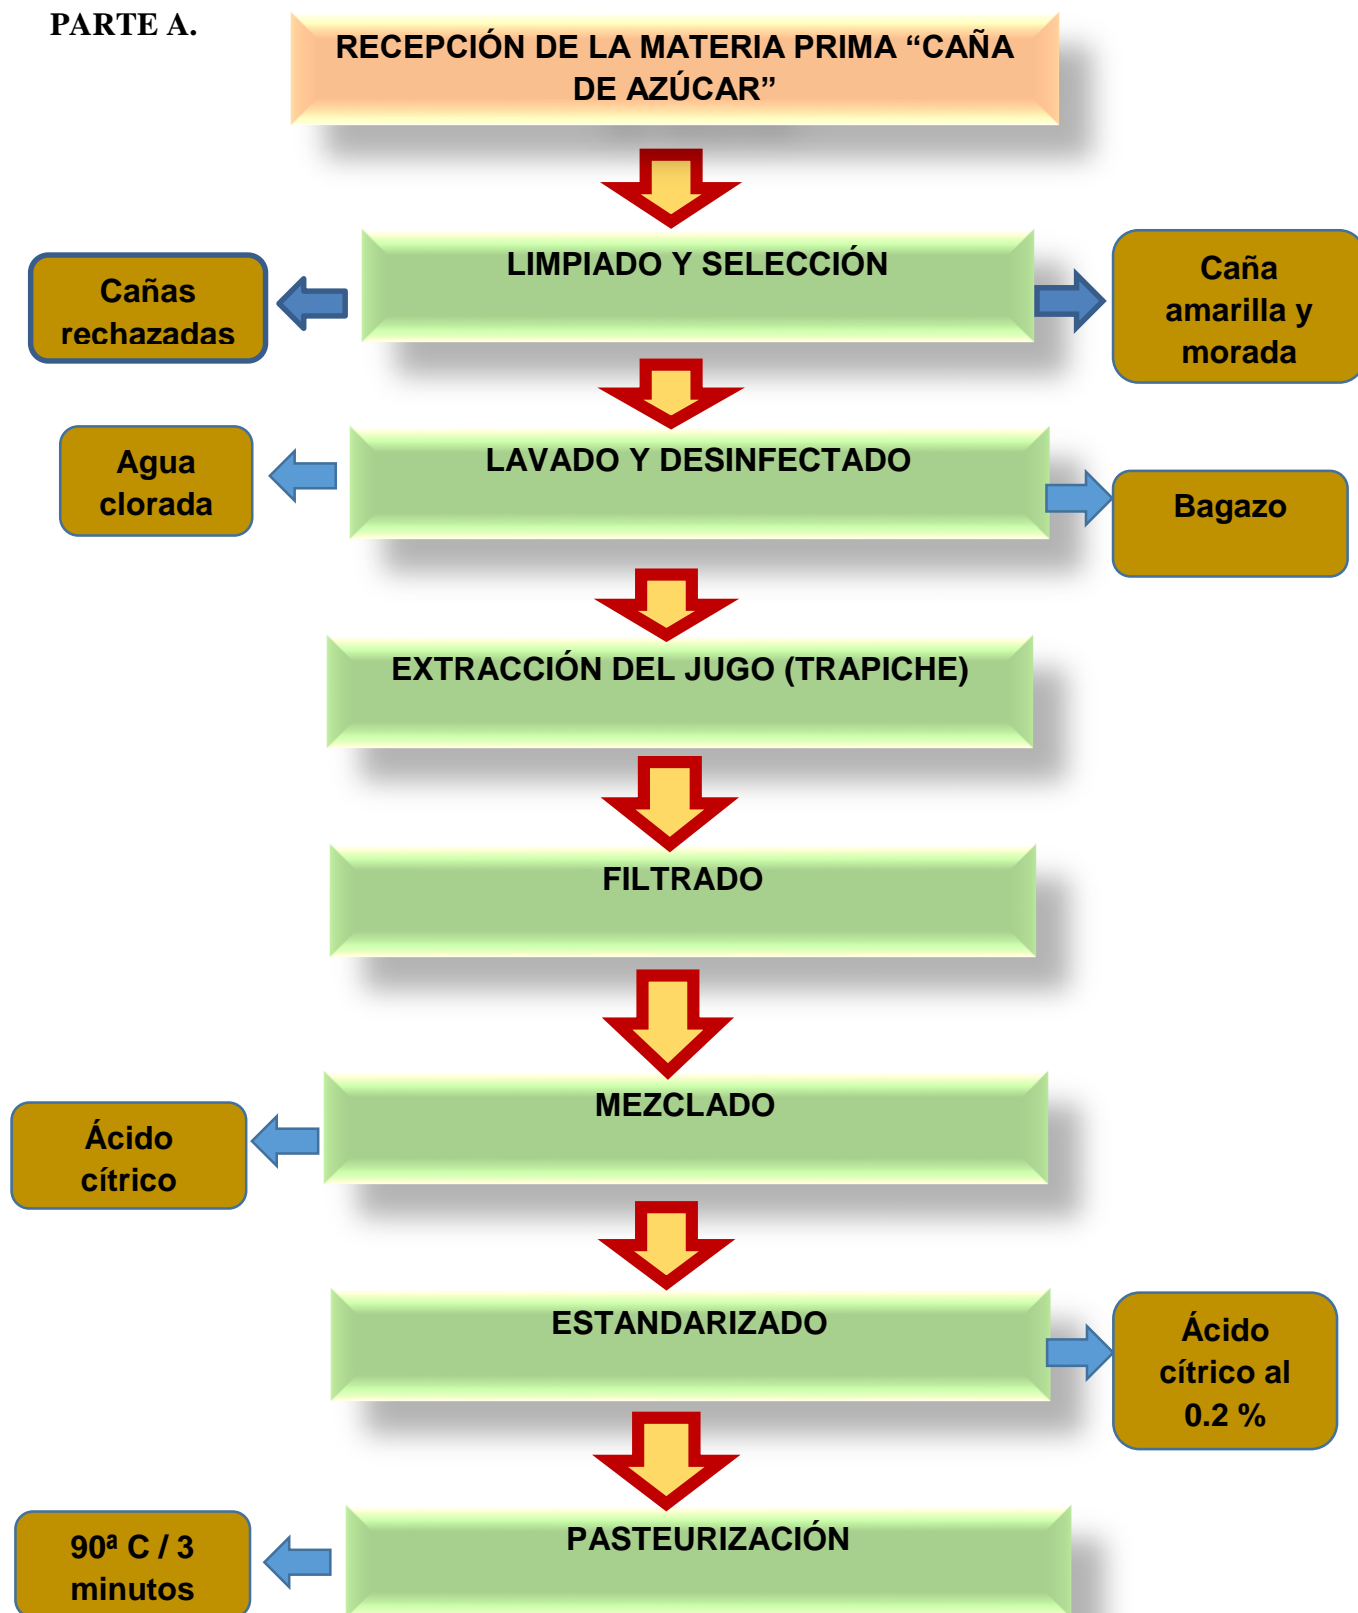 PARTE A.
RECEPCIÓN DE LA MATERIA PRIMA “CAÑA
DE AZÚCAR”
LIMPIADO Y SELECCIÓN
Cañas
rechazadas
Caña
amarilla y
morada
LAVADO Y DESINFECTADO
Agua
clorada
Bagazo
EXTRACCIÓN DEL JUGO (TRAPICHE)
FILTRADO
MEZCLADO
Ácido
cítrico
ESTANDARIZADO
Ácido
cítrico al
0.2 %
PASTEURIZACIÓN
90ª C / 3
minutos